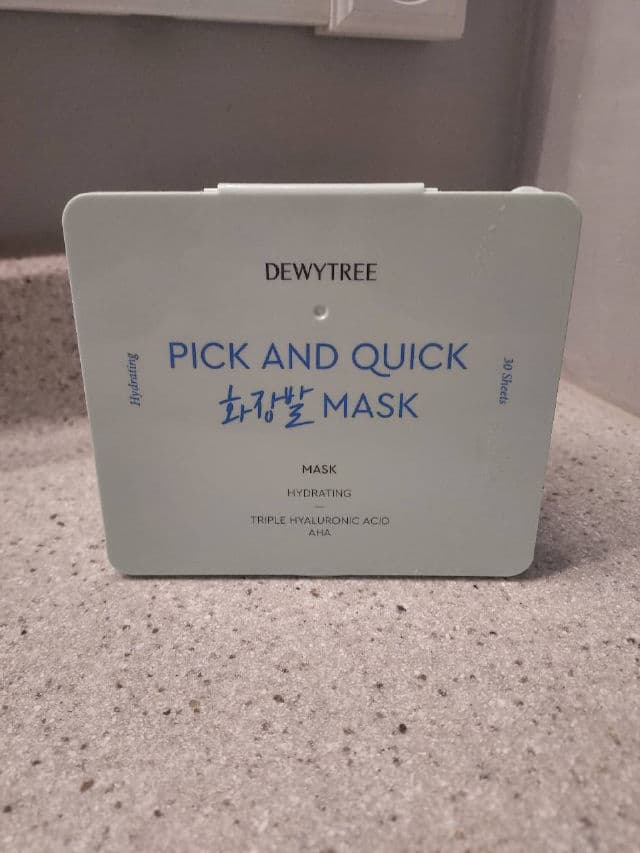 DEWYTREE
PICK AND QUICK
화장발 MASK
Hydrating
30 Sheets
MASK
HYDRATING
TRIPLE HYALURONIC ACID
AHA